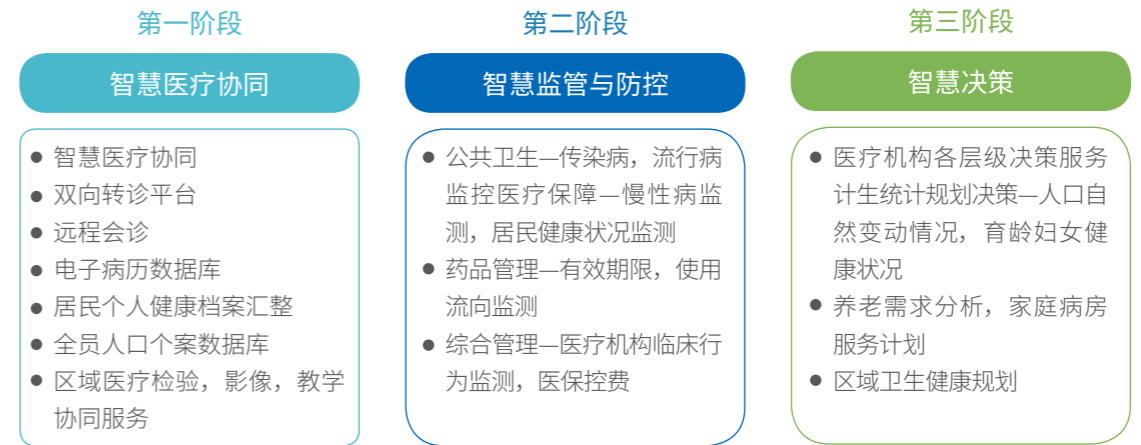 第一阶段
智慧医疗协同
智慧医疗协同
双向转诊平台
远程会诊
电子病历数据库
居民个人健康档案汇整
全员人口个案数据库
区域医疗检验，影像，教学
协同服务
第二阶段
智慧监管与防控
公共卫生—传染病，流行病
监控医疗保障—慢性病监
测，居民健康状况监测
药品管理—有效期限，使用
流向监测
综合管理—医疗机构临床行
为监测，医保控费
第三阶段
智慧决策
医疗机构各层级决策服务
计生统计规划决策—人口自
然变动情况，育龄妇女健
康状况
养老需求分析，家庭病房
服务计划
区域卫生健康规划